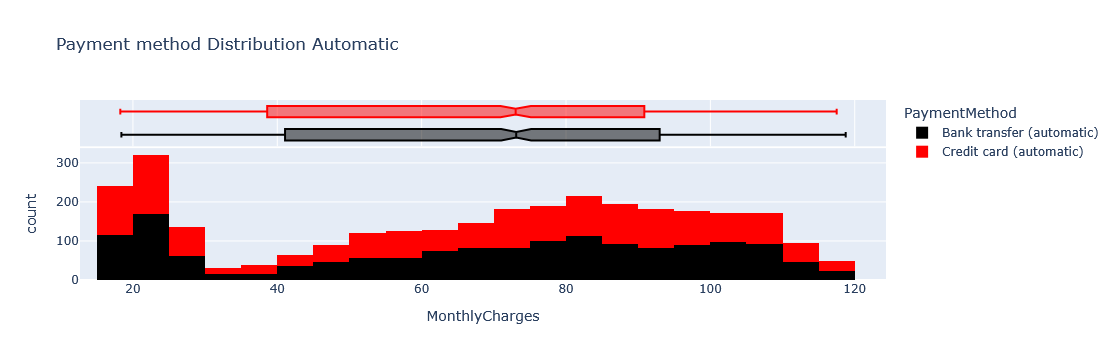 Payment method Distribution Automatic
PaymentMethod
Bank transfer (automatic)
Credit card (automatic)
300
200
100
0
count
20
40
60
80
100
120
MonthlyCharges